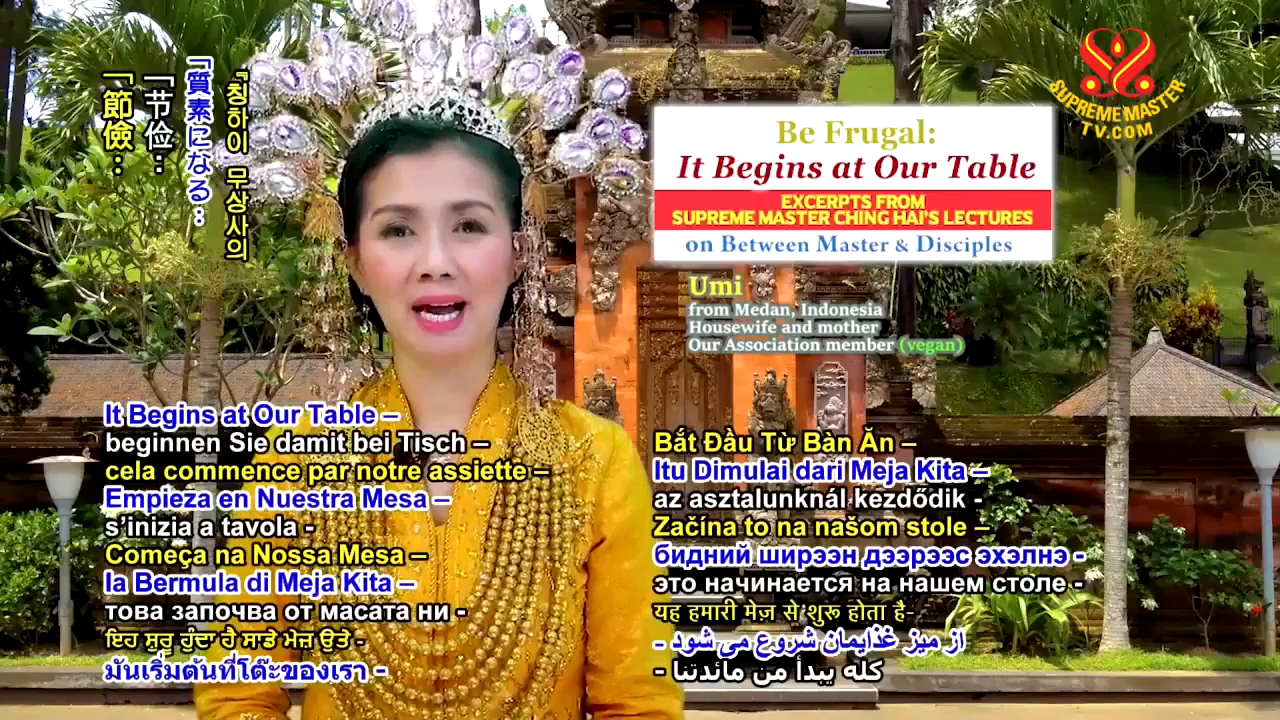 「節儉：
「节俭：
「質素になる：
『칭하이 무상사의
SUPREME MASTER
TV.COM
Be Frugal:
It Begins at Our Table
EXCERPTS FROM
SUPREME MASTER CHING HAI'S LECTURES
on Between Master & Disciples
Umi
from Medan, Indonesia
Housewife and mother
Our Association member (vegan)
It Begins at Our Table –
beginnen Sie damit bei Tisch –
cela commence par notre assiette –
Empieza en Nuestra Mesa –
s'inizia a tavola -
Começa na Nossa Mesa –
Ia Bermula di Meja Kita –
това започва от масата ни -
ਇਹ ਸ਼ੁਰੂ ਹੁੰਦਾ ਹੈ ਸਾਡੇ ਮੇਜ਼ ਉਤੇ -
มันเริ่มต้นที่โต๊ะของเรา -
Bắt Đầu Từ Bàn Ăn –
Itu Dimulai dari Meja Kita –
az asztalunknál kezdődik -
Začína to na našom stole –
бидний ширээн дээрээс эхэлнэ -
это начинается на нашем столе -
यह हमारी मेज़ से शुरू होता है-
از میز غذایمان شروع می شود -
كله يبدأ من مائدتنا -